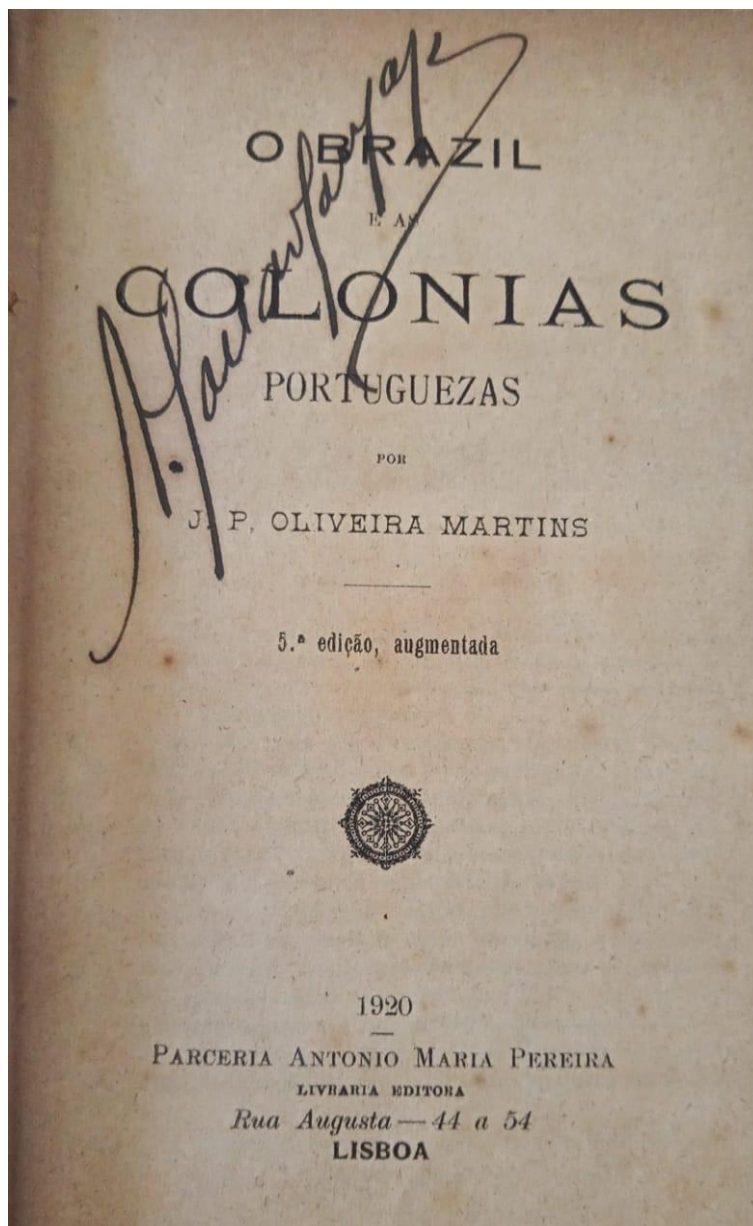 O BRAZIL
E AS
COLONIAS
PORTUGUEZAS
POR
J. P. OLIVEIRA MARTINS
5.ª edição, augmentada
1920
PARCERIA ANTONIO MARIA PEREIRA
LIVRARIA EDITORA
Rua Augusta — 44 a 54
LISBOA